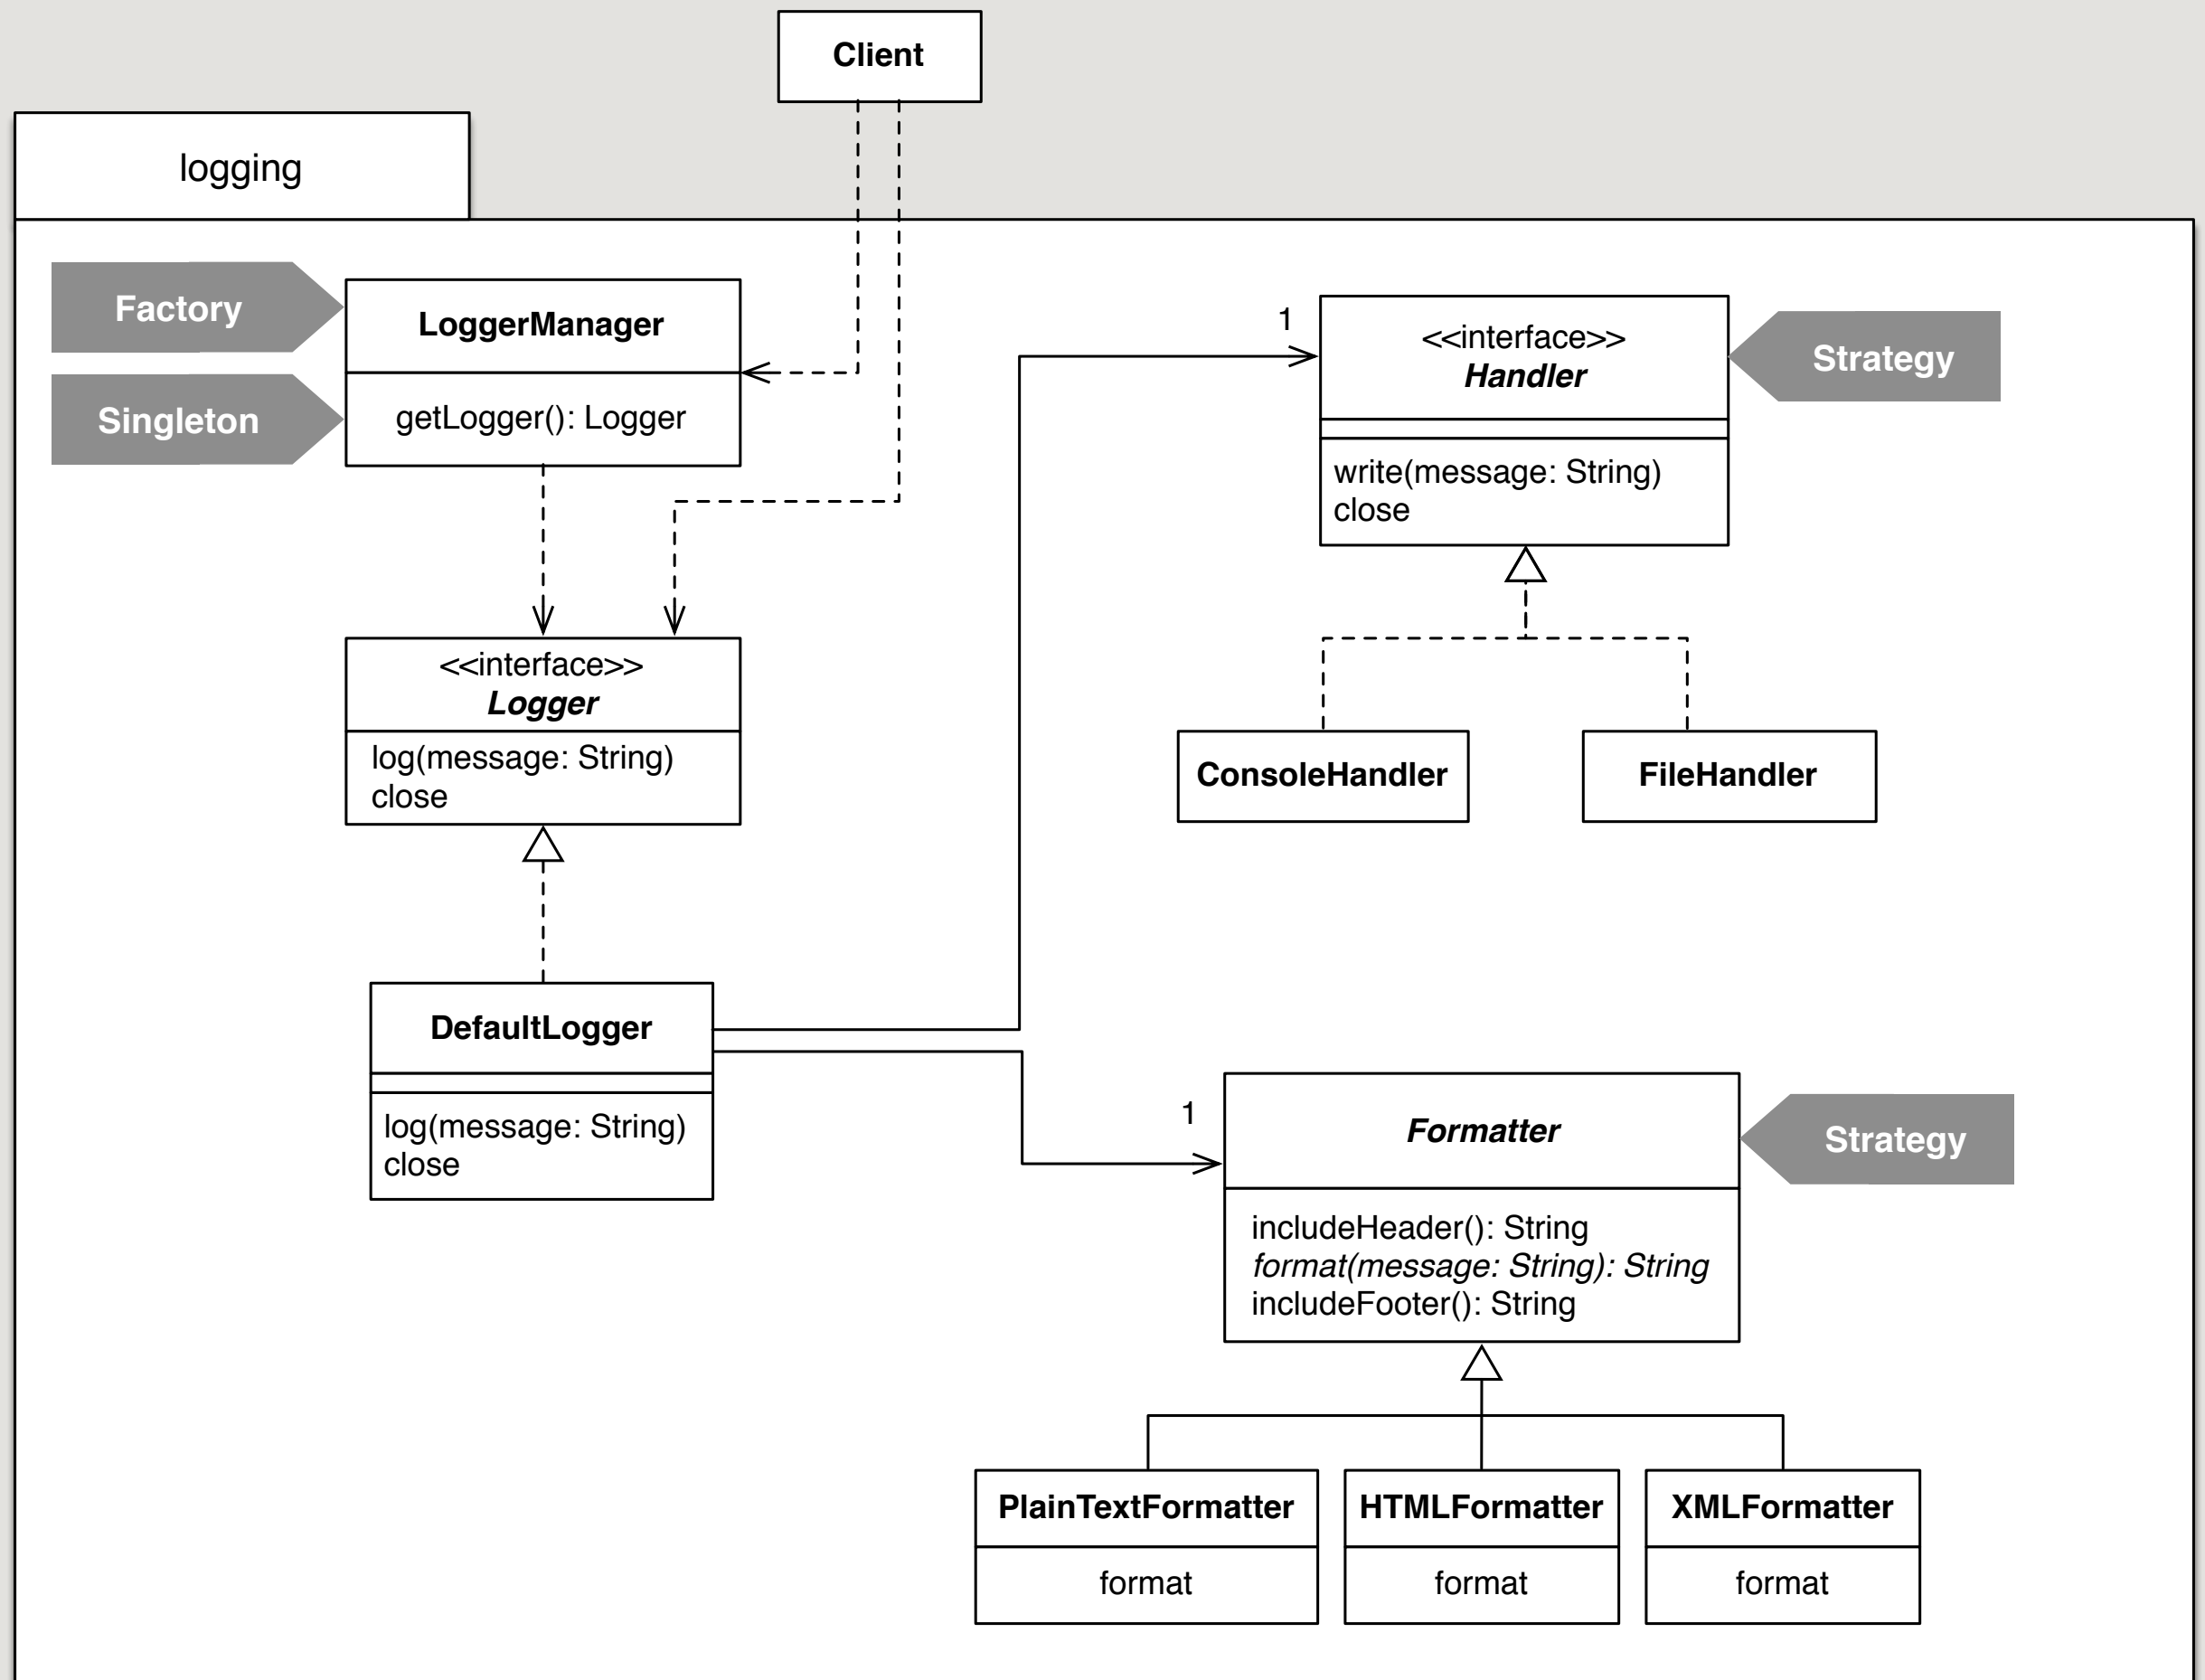 Client
logging
Factory
Singleton
LoggerManager
getLogger(): Logger
1
<<interface>>
Handler
write(message: String)
close
Strategy
<<interface>>
Logger
log(message: String)
close
ConsoleHandler
FileHandler
DefaultLogger
log(message: String)
close
1
Formatter
includeHeader(): String
format(message: String): String
includeFooter(): String
Strategy
PlainTextFormatter
format
HTMLFormatter
format
XMLFormatter
format